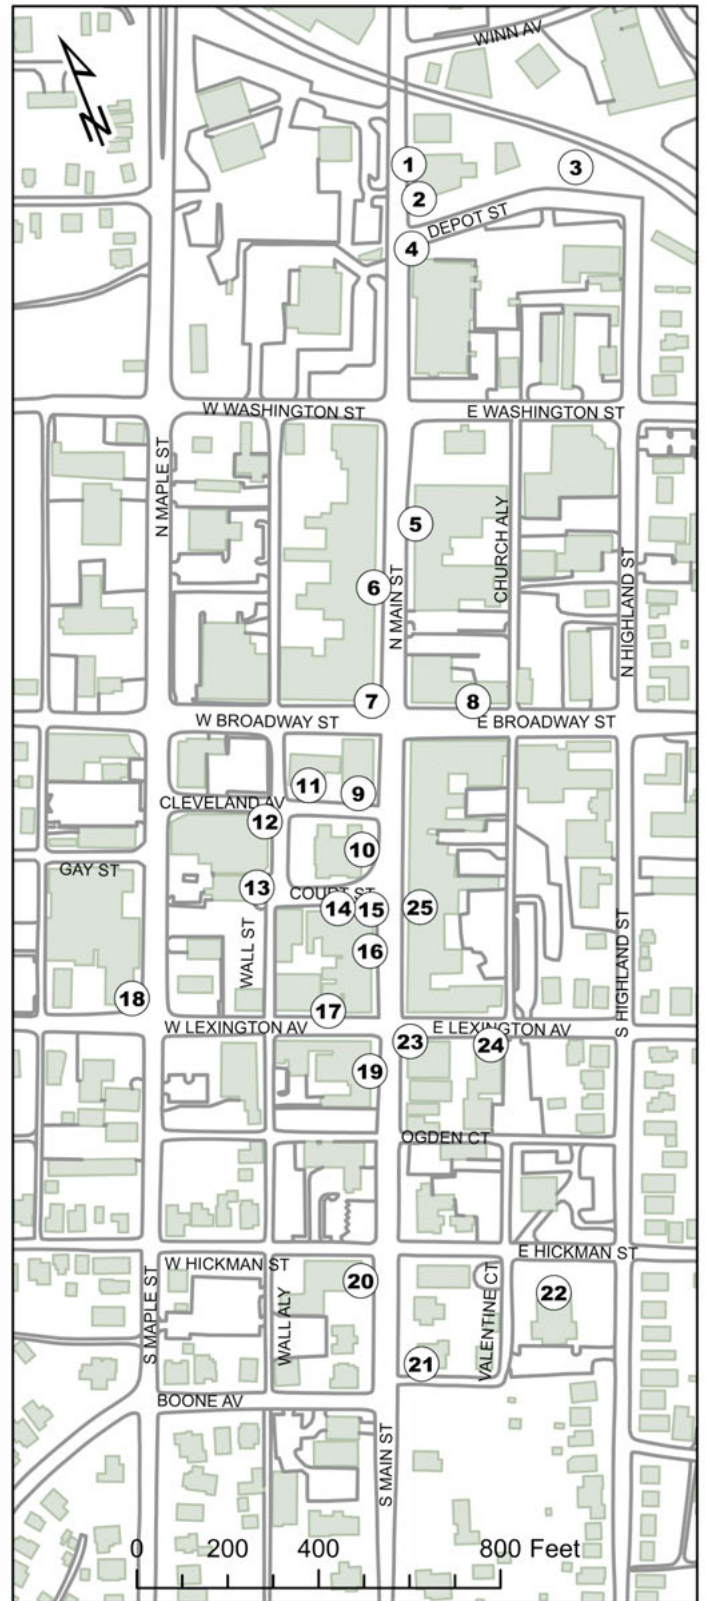 WINN AV
N
1
3
2
DEPOT ST
4
W WASHINGTON ST
E WASHINGTON ST
N MAPLE ST
5
CHURCH ALY
6
N MAIN ST
N HIGHLAND ST
7
8
W BROADWAY ST
E BROADWAY ST
11
9
CLEVELAND AV
12
10
GAY ST
13
COURT ST
14
15
25
16
WALL ST
S HIGHLAND ST
18
17
W LEXINGTON AV
E LEXINGTON AV
23
24
19
OGDEN CT
E HICKMAN ST
W HICKMAN ST
20
22
S MAPLE ST
WALL ALY
VALENTINE CT
21
BOONE AV
S MAIN ST
0 200 400 800 Feet